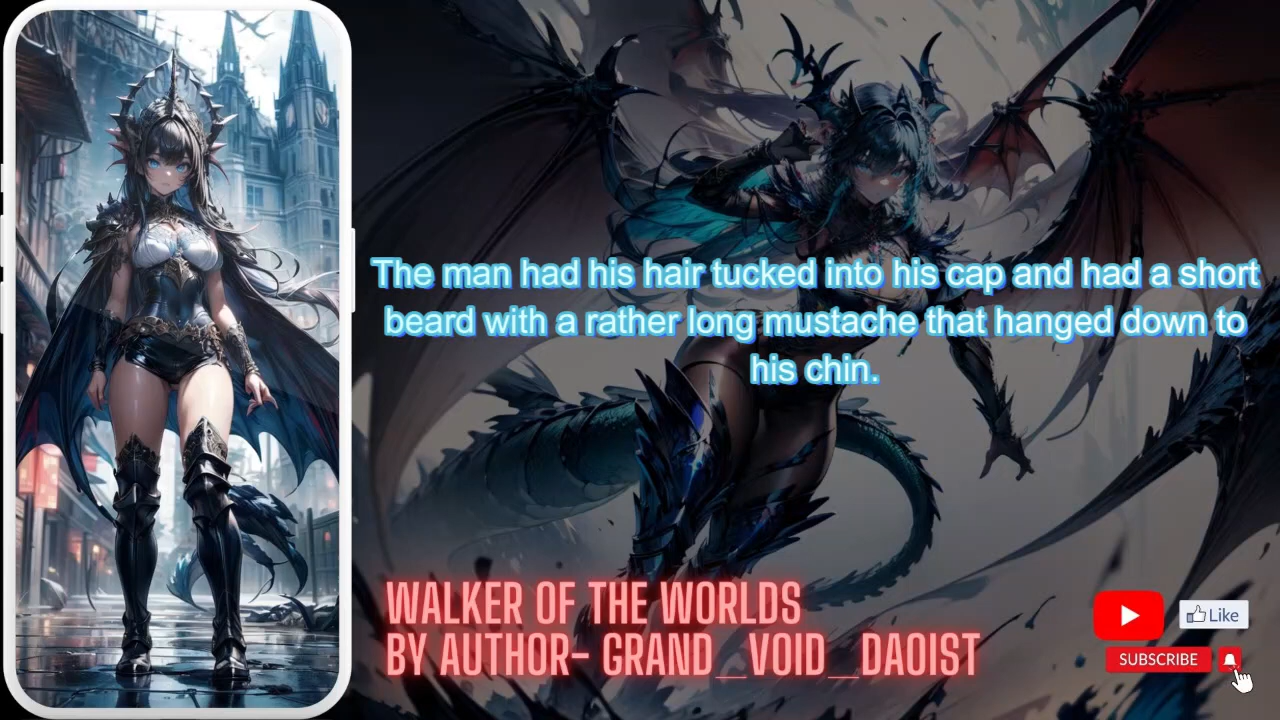 The man had his hair tucked into his cap and had a short
beard with a rather long mustache that hanged down to
his chin.
WALKER OF THE WORLDS
BY AUTHOR- GRAND_VOID_DAOIST
Like
SUBSCRIBE